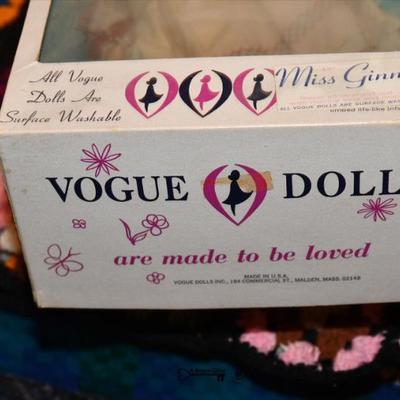 All Vogue
Dolls Are
Surface Washable
Miss Ginn
ALL VOGUE DOLLS ARE SURFACE WAS
VOGUE DOLL
are made to be loved
MADE IN U.S.A.
VOGUE DOLLS INC., 184 COMMERCIAL ST., MALDEN, MASS. 02148